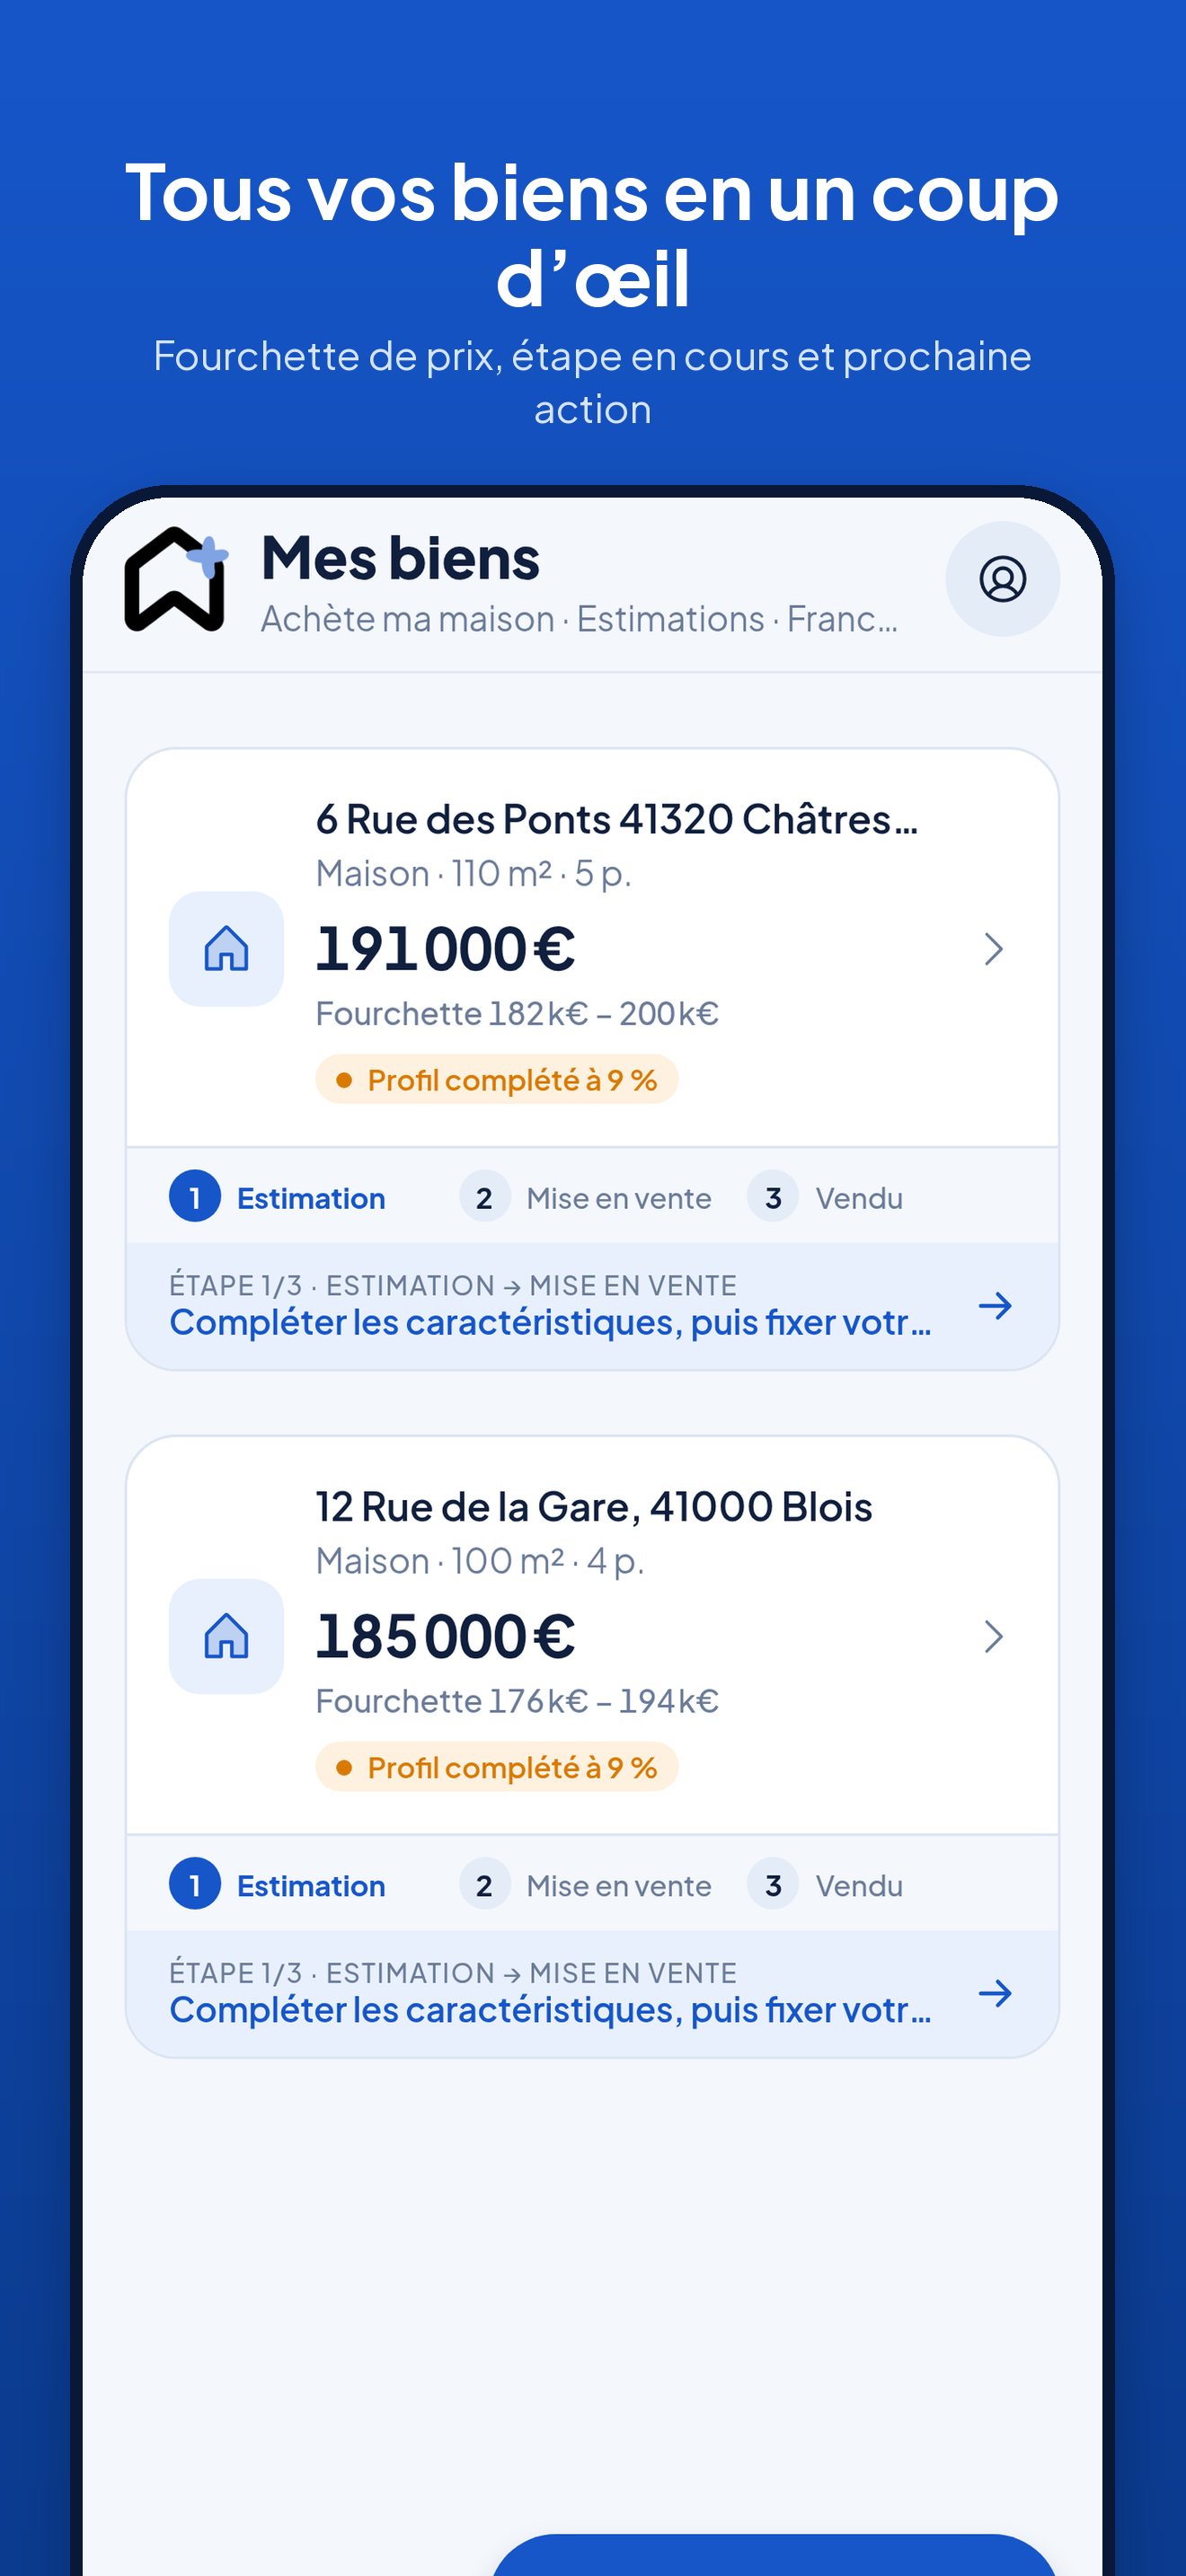 Tous vos biens en un coup
d’œil
Fourchette de prix, étape en cours et prochaine
action
Mes biens
Achète ma maison · Estimations · Franc…
6 Rue des Ponts 41320 Châtres…
Maison · 110 m² · 5 p.
191 000 €
Fourchette 182 k€ – 200 k€
Profil complété à 9 %
1 Estimation 2 Mise en vente 3 Vendu
ÉTAPE 1/3 · ESTIMATION → MISE EN VENTE
Compléter les caractéristiques, puis fixer votr…
12 Rue de la Gare, 41000 Blois
Maison · 100 m² · 4 p.
185 000 €
Fourchette 176 k€ – 194 k€
Profil complété à 9 %
1 Estimation 2 Mise en vente 3 Vendu
ÉTAPE 1/3 · ESTIMATION → MISE EN VENTE
Compléter les caractéristiques, puis fixer votr…